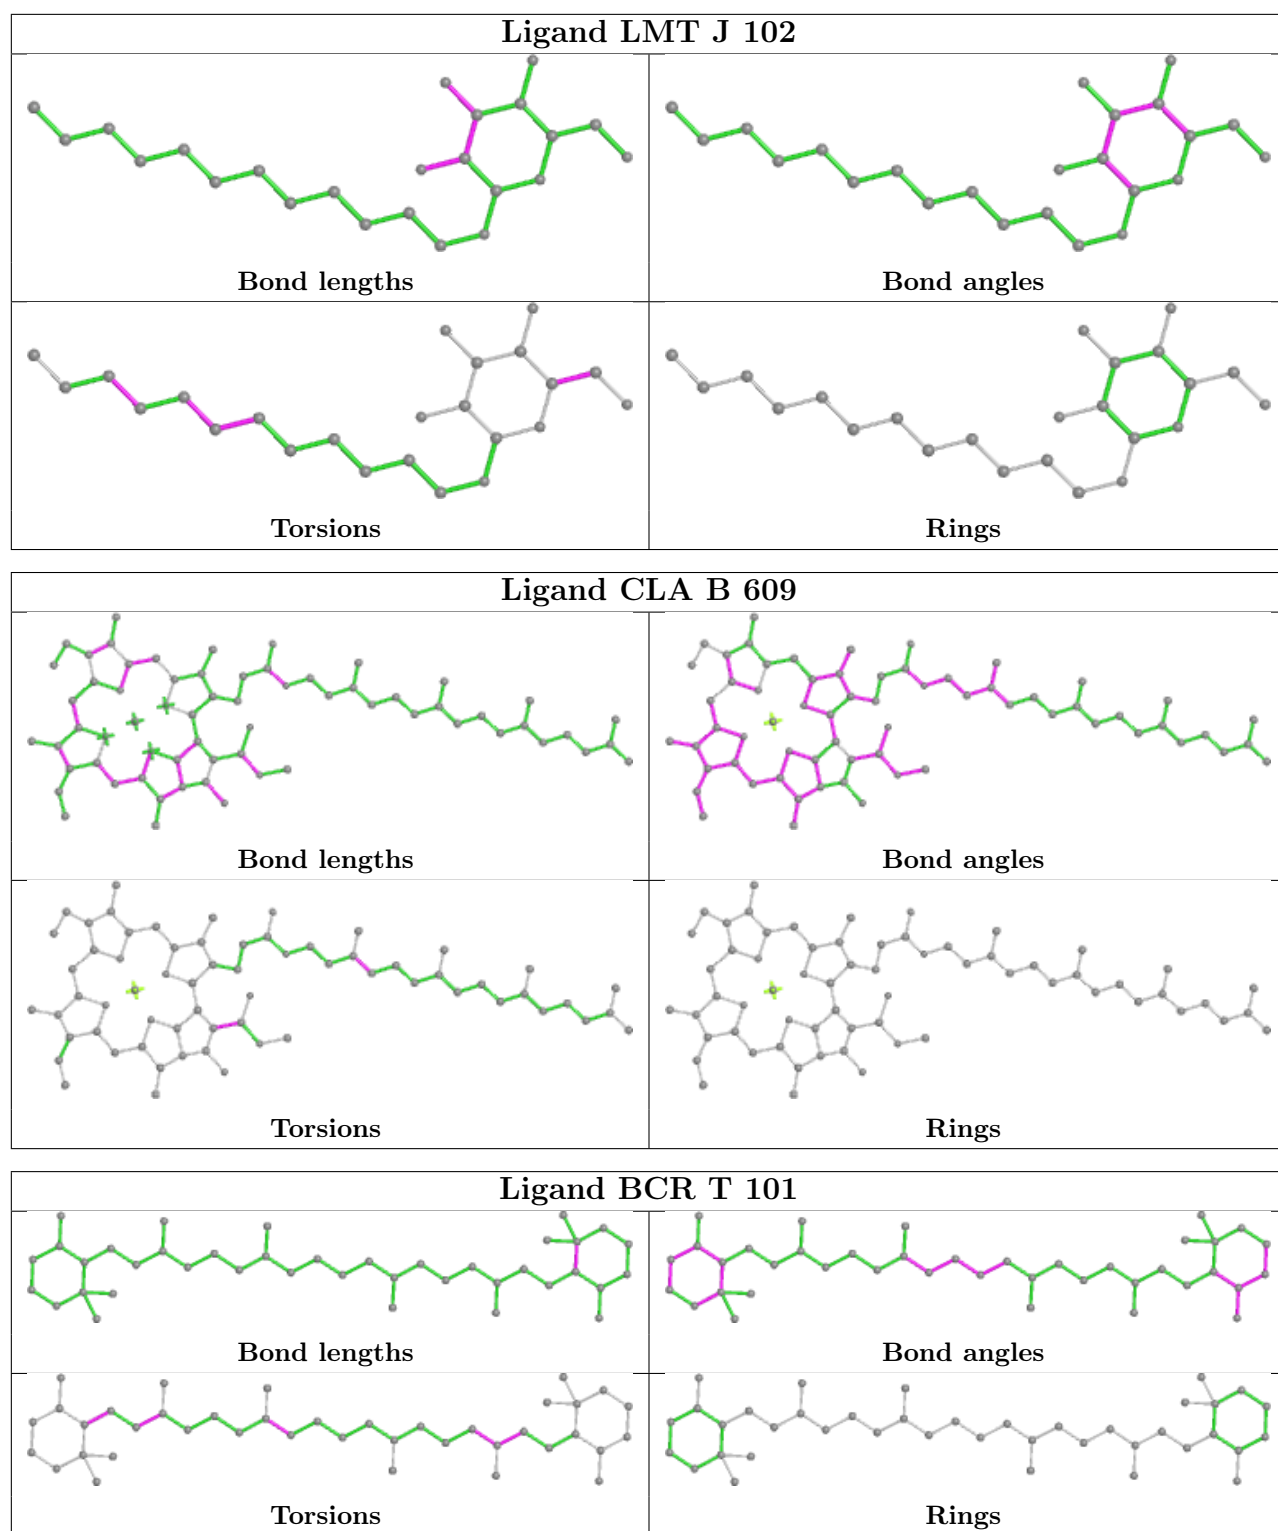 Ligand LMT J 102
Bond lengths
Bond angles
Torsions
Rings
Ligand CLA B 609
Bond lengths
Bond angles
Torsions
Rings
Ligand BCR T 101
Bond lengths
Bond angles
Torsions
Rings